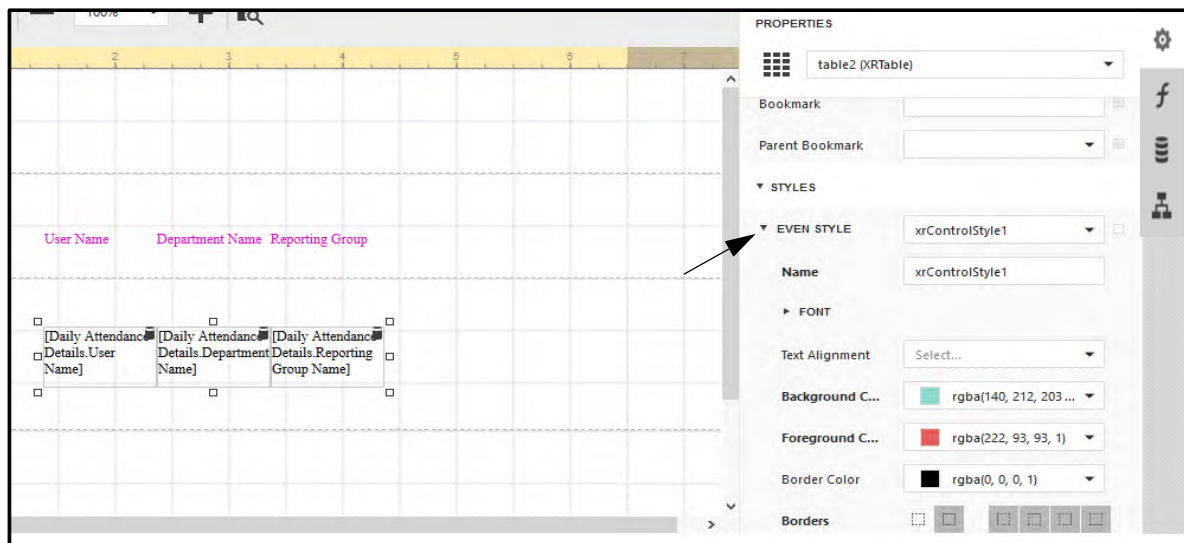 100%
2 3 4 5 6 7
User Name Department Name Reporting Group
[Daily Attendance [Daily Attendance [Daily Attendance
Details.User Details.Department Details.Reporting
Name] Name] Group Name]
PROPERTIES
table2 (XRTable)
Bookmark
Parent Bookmark
STYLES
EVEN STYLE xrControlStyle1
Name xrControlStyle1
FONT
Text Alignment Select...
Background C... rgba(140, 212, 203 ...
Foreground C... rgba(222, 93, 93, 1)
Border Color rgba(0, 0, 0, 1)
Borders
f